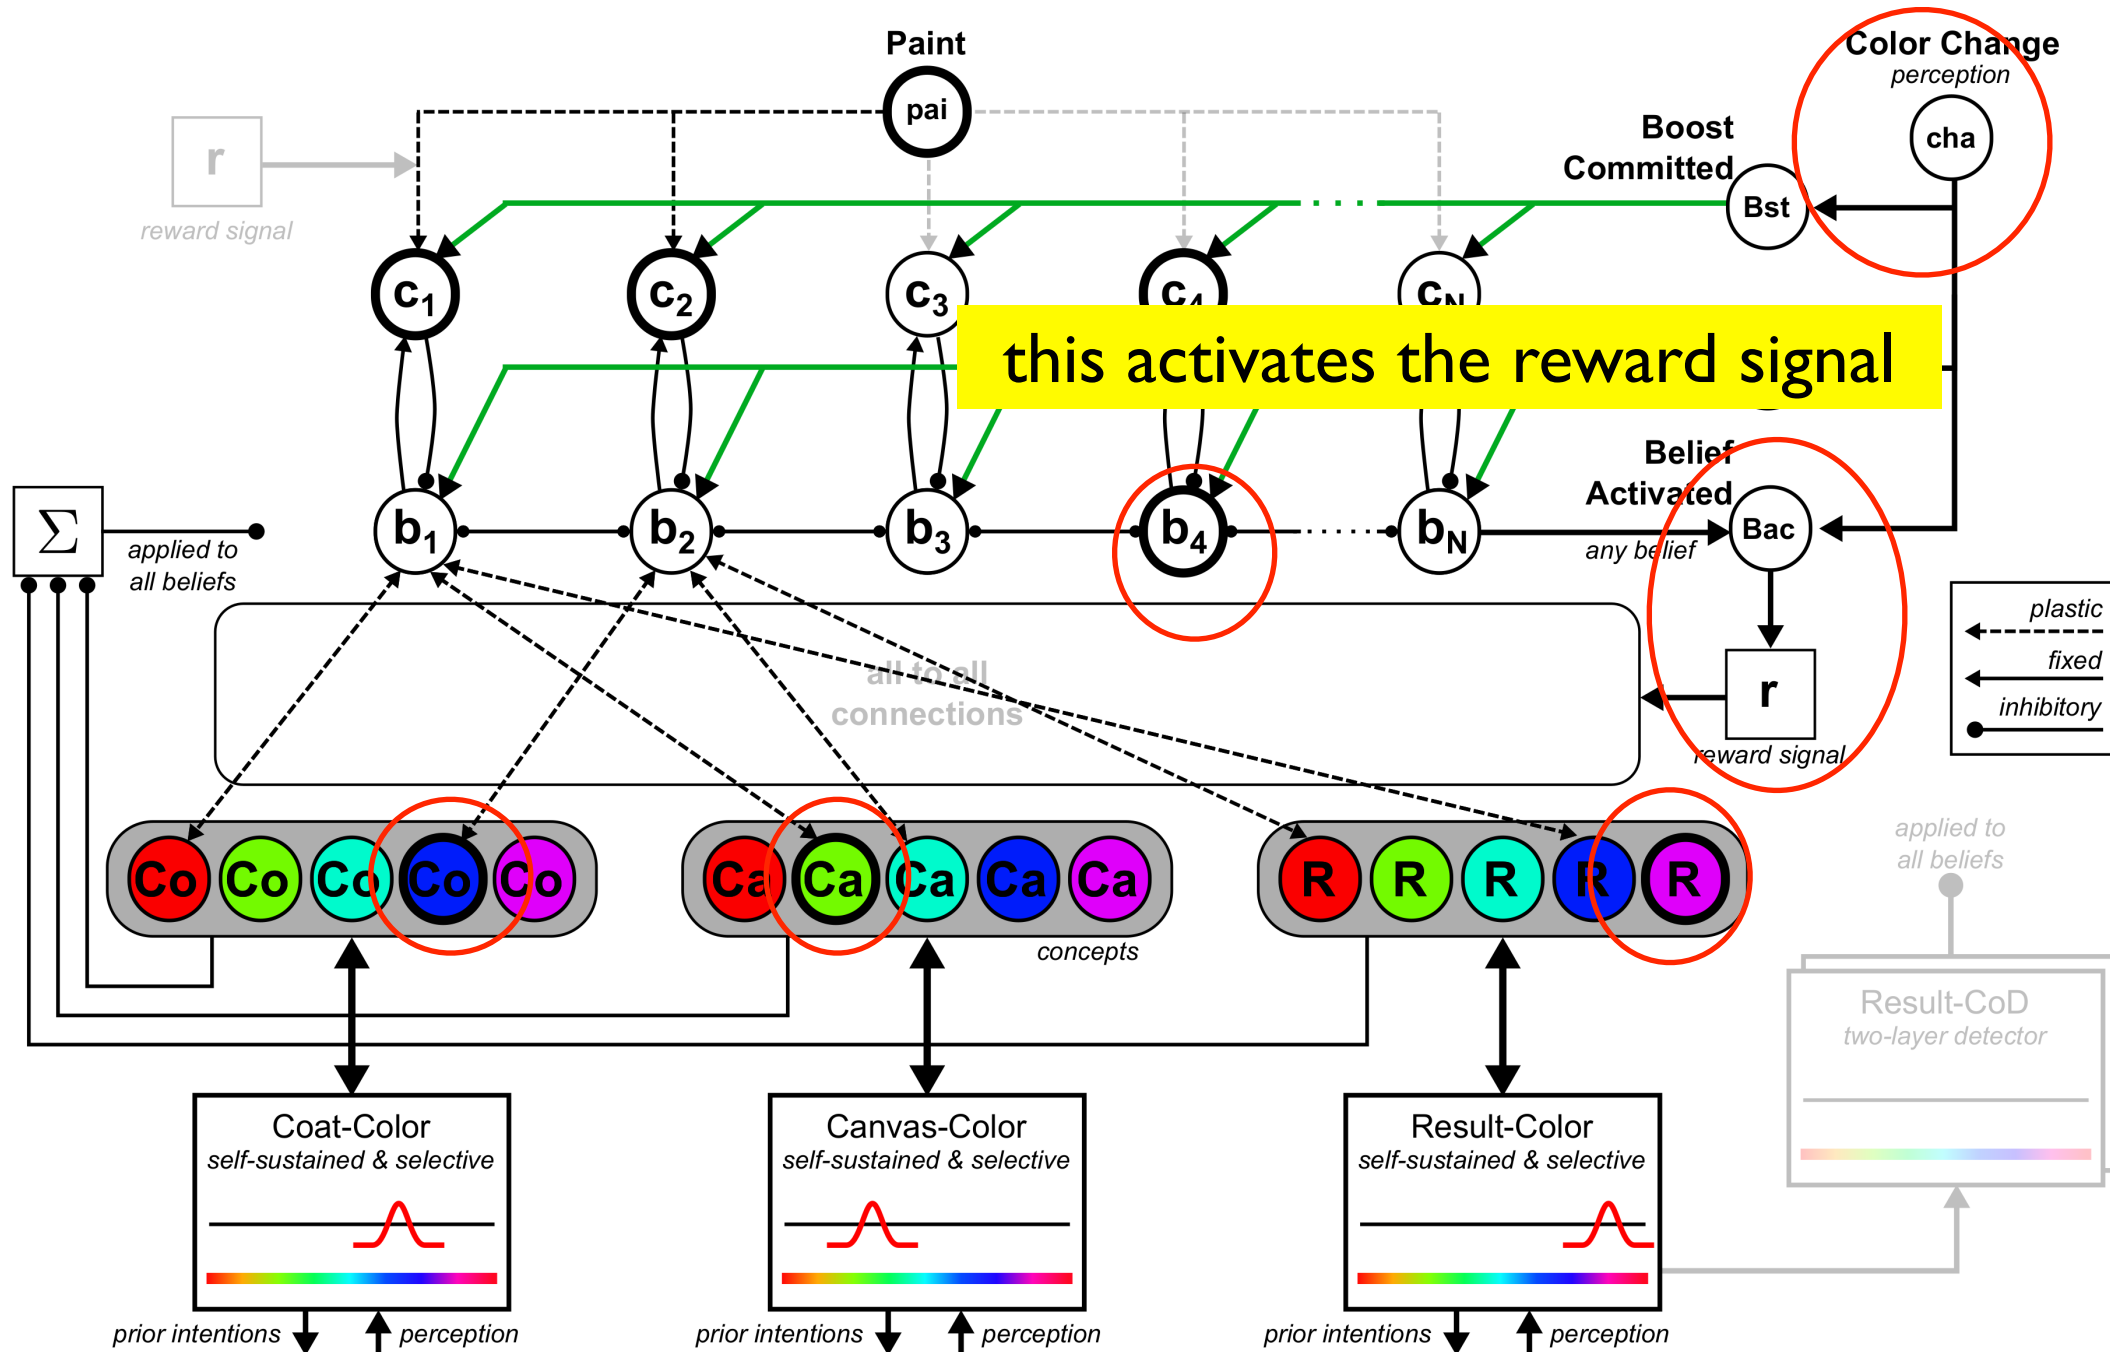 Paint
pai
Color Change
perception
cha
Boost
Committed
Bst
r
reward signal
c1
c2
c3
c4
cN
this activates the reward signal
Belief
Activated
Bac
any belief
Σ
applied to
all beliefs
b1
b2
b3
b4
bN
plastic
fixed
inhibitory
all to all
connections
r
reward signal
Co Co Co Co Co
Ca Ca Ca Ca Ca
R R R R R
concepts
applied to
all beliefs
Result-CoD
two-layer detector
Coat-Color
self-sustained & selective
Canvas-Color
self-sustained & selective
Result-Color
self-sustained & selective
prior intentions
perception
prior intentions
perception
prior intentions
perception